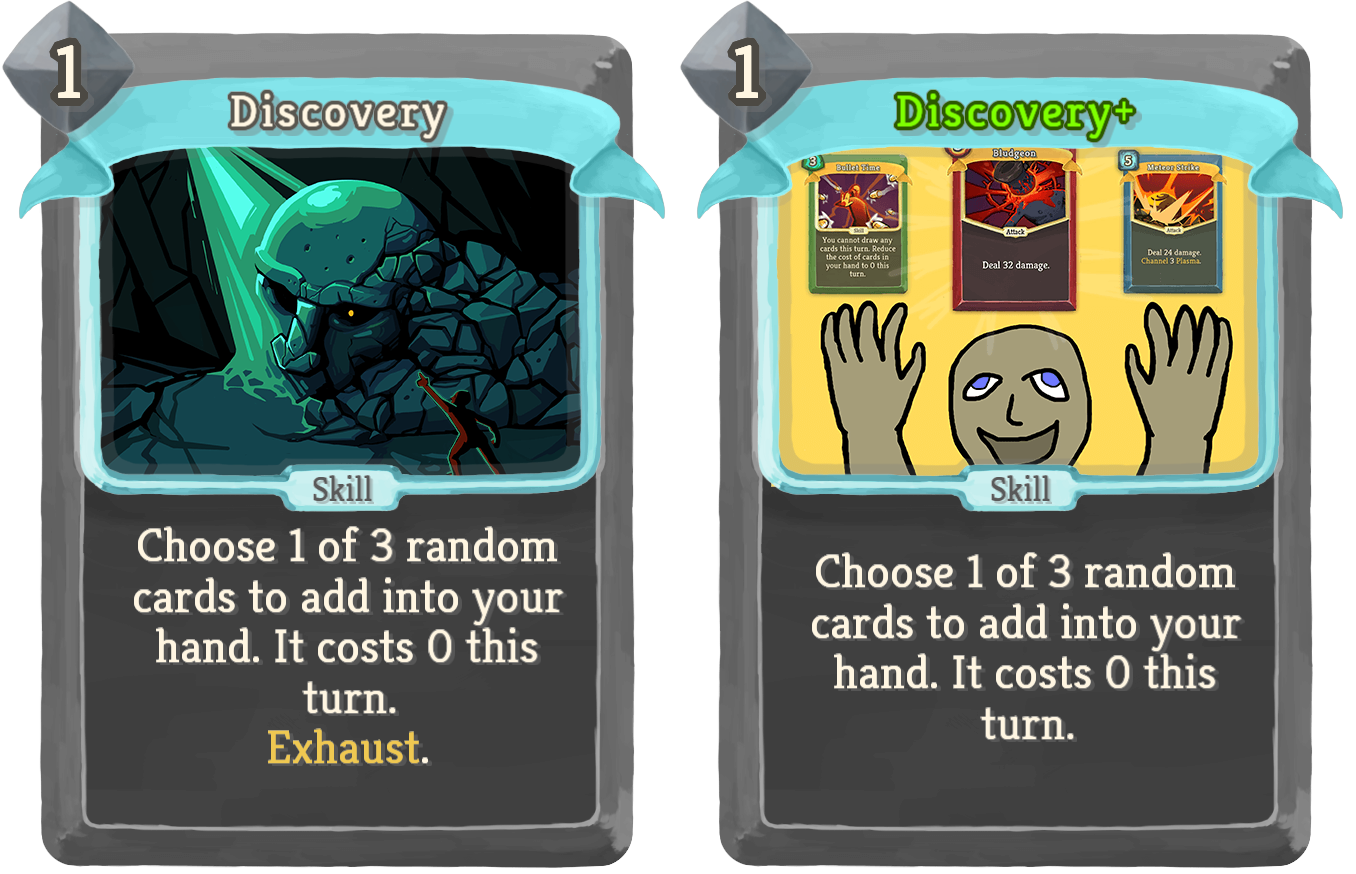 1
Discovery
Skill
Choose 1 of 3 random
cards to add into your
hand. It costs 0 this
turn.
Exhaust.
1
Discovery+
3
Bullet Time
Skill
You cannot draw any
cards this turn. Reduce
the cost of cards in
your hand to 0 this
turn.
Bludgeon
Attack
Deal 32 damage.
5
Meteor Strike
Attack
Deal 24 damage.
Channel 3 Plasma.
Skill
Choose 1 of 3 random
cards to add into your
hand. It costs 0 this
turn.